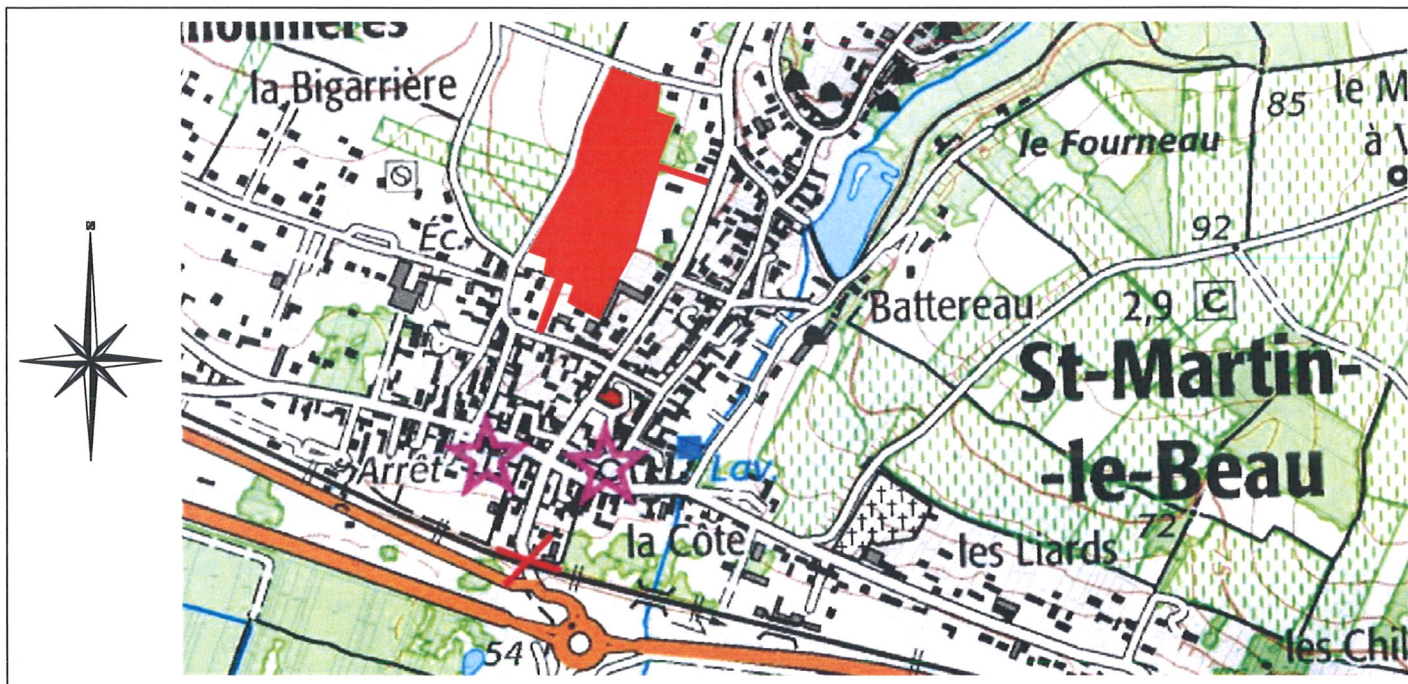 la Bigarrière
le Fourneau
85
le M
à V
Éc.
92
Battereau
2,9
C
St-Martin-
-le-Beau
Arrêt
Lav.
la Côte
72
les Liards
54
les Chil